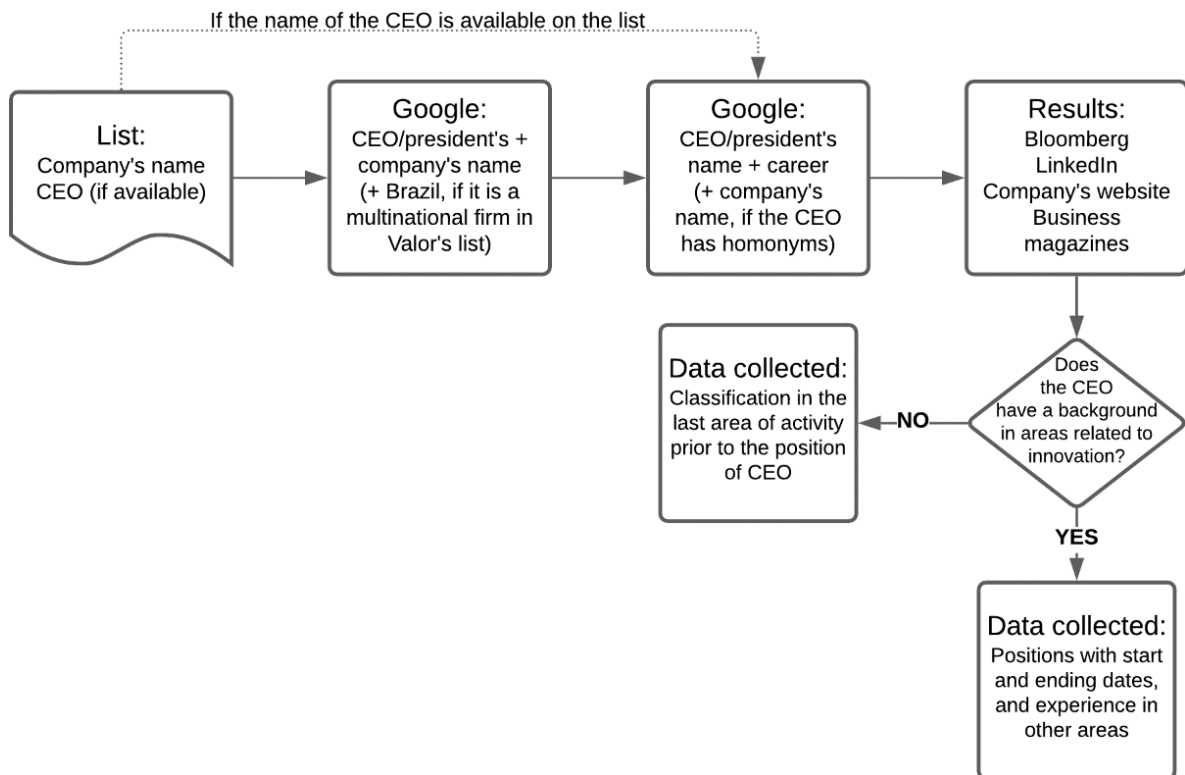 If the name of the CEO is available on the list
List:
Company's name
CEO (if available)
Google:
CEO/president's +
company's name
(+ Brazil, if it is a
multinational firm in
Valor's list)
Google:
CEO/president's
name + career
(+ company's
name, if the CEO
has homonyms)
Results:
Bloomberg
LinkedIn
Company's website
Business
magazines
Does
the CEO
have a background
in areas related to
innovation?
NO
Data collected:
Classification in the
last area of activity
prior to the position
of CEO
YES
Data collected:
Positions with start
and ending dates,
and experience in
other areas